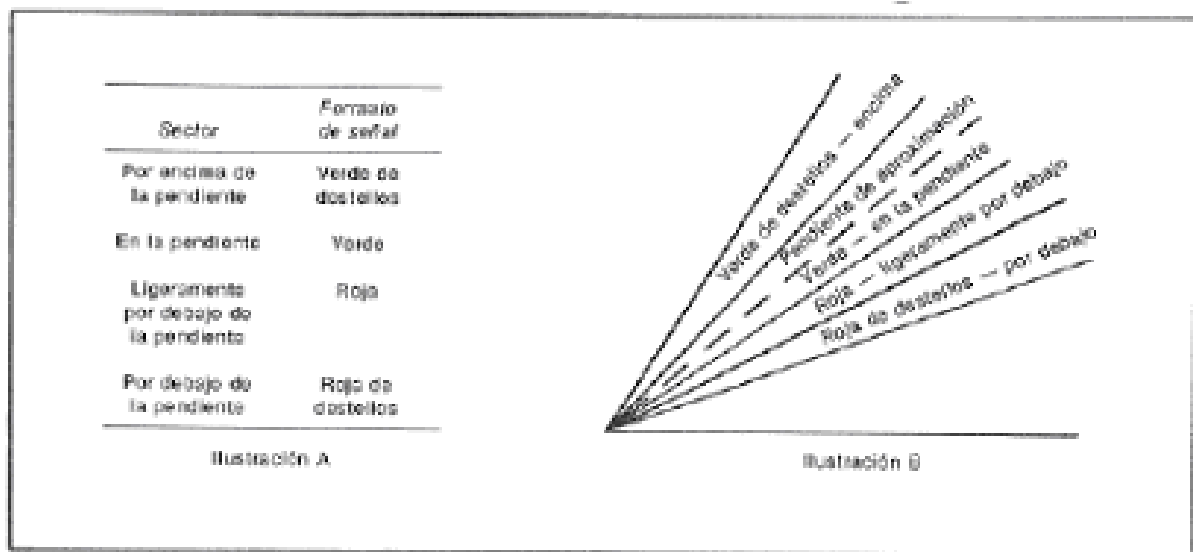 Sector
Formato
de señal
Por encima de
la pendiente
Verde de
destellos
En la pendiente
Verde
Ligeramente
por debajo de
la pendiente
Roja
Por debajo de
la pendiente
Roja de
destellos
Ilustración A
Verde de destellos — encima
Pendiente de aproximación
Verde — en la pendiente
Roja — ligeramente por debajo
Roja de destellos — por debajo
Ilustración B